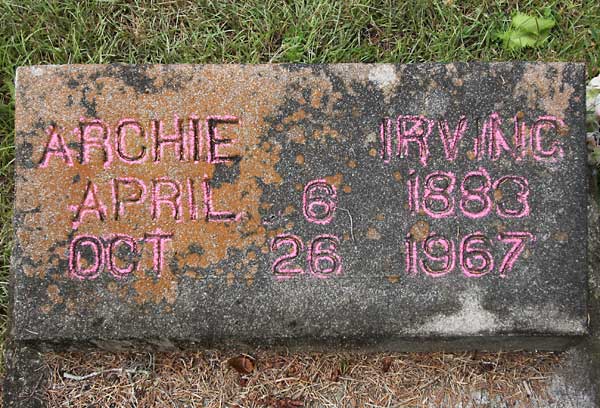 ARCHIE IRVING
APRIL 6 1883
OCT 26 1967